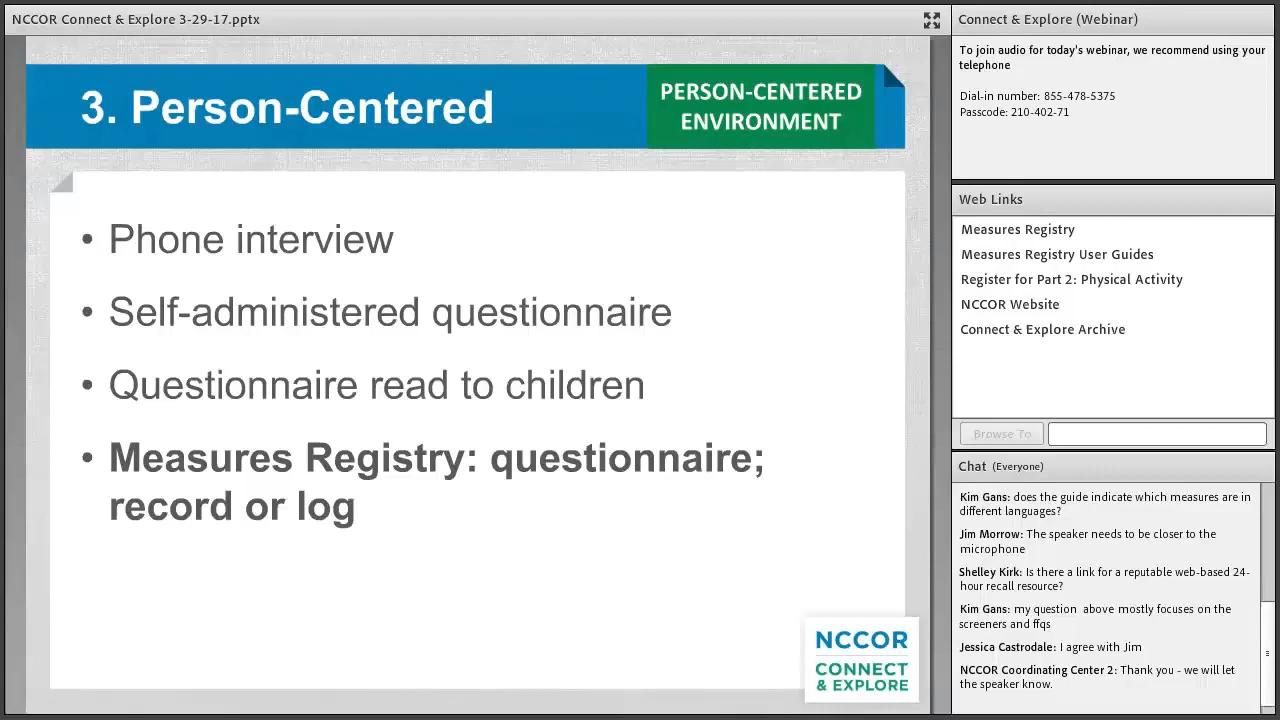 NCCOR Connect & Explore 3-29-17.pptx
3. Person-Centered
PERSON-CENTERED
ENVIRONMENT
• Phone interview
• Self-administered questionnaire
• Questionnaire read to children
• Measures Registry: questionnaire;
record or log
NCCOR
CONNECT
& EXPLORE
Connect & Explore (Webinar)
To join audio for today's webinar, we recommend using your
telephone
Dial-in number: 855-478-5375
Passcode: 210-402-71
Web Links
Measures Registry
Measures Registry User Guides
Register for Part 2: Physical Activity
NCCOR Website
Connect & Explore Archive
Browse To
Chat (Everyone)
Kim Gans: does the guide indicate which measures are in
different languages?
Jim Morrow: The speaker needs to be closer to the
microphone
Shelley Kirk: Is there a link for a reputable web-based 24-
hour recall resource?
Kim Gans: my question above mostly focuses on the
screeners and ffqs
Jessica Castrodale: I agree with Jim
NCCOR Coordinating Center 2: Thank you - we will let
the speaker know.